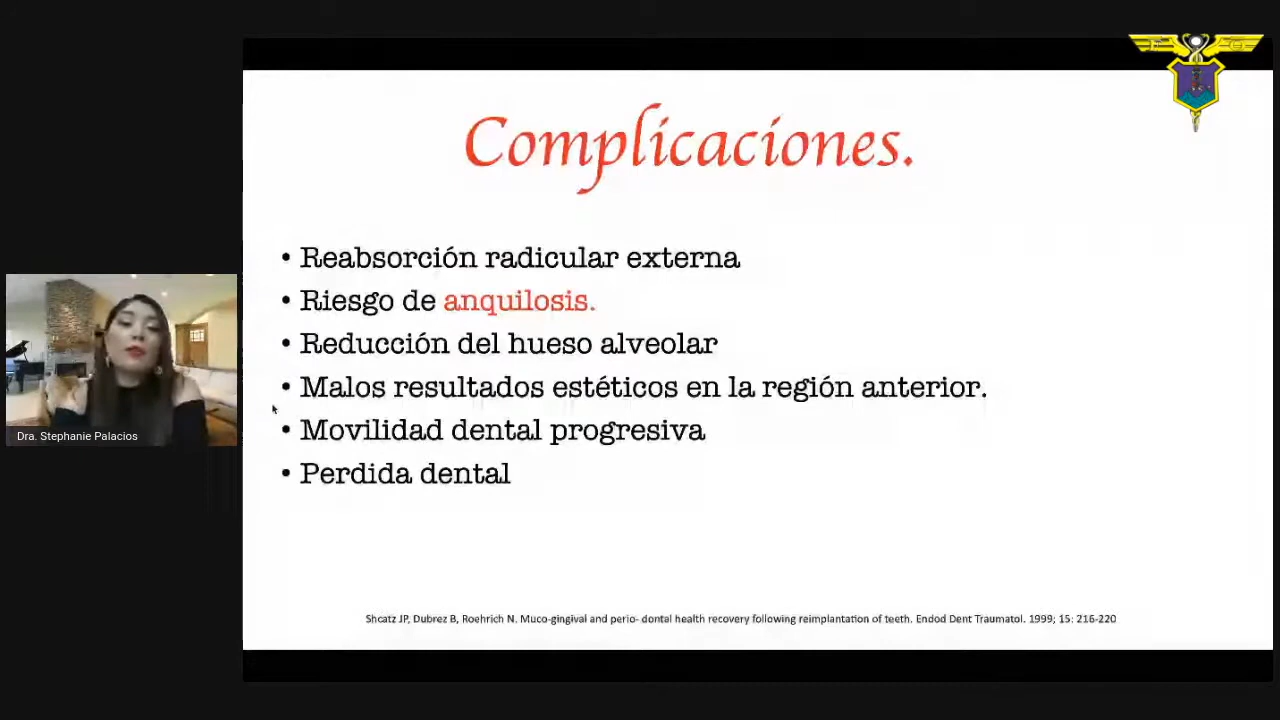 Complicaciones.
• Reabsorción radicular externa
• Riesgo de anquilosis.
• Reducción del hueso alveolar
• Malos resultados estéticos en la región anterior.
• Movilidad dental progresiva
• Perdida dental
Dra. Stephanie Palacios
Shcatz JP, Dubrez B, Roehrich N. Muco-gingival and perio- dontal health recovery following reimplantation of teeth. Endod Dent Traumatol. 1999; 15: 216-220